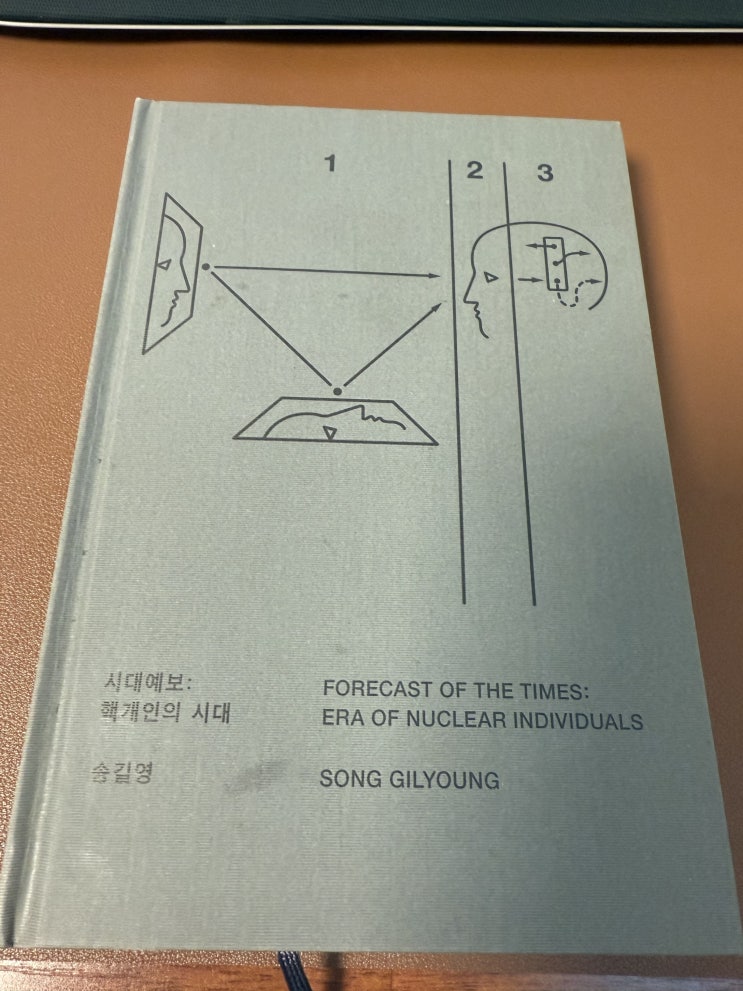 1
2
3
시대예보:
핵개인의 시대
송길영
FORECAST OF THE TIMES:
ERA OF NUCLEAR INDIVIDUALS
SONG GILYOUNG